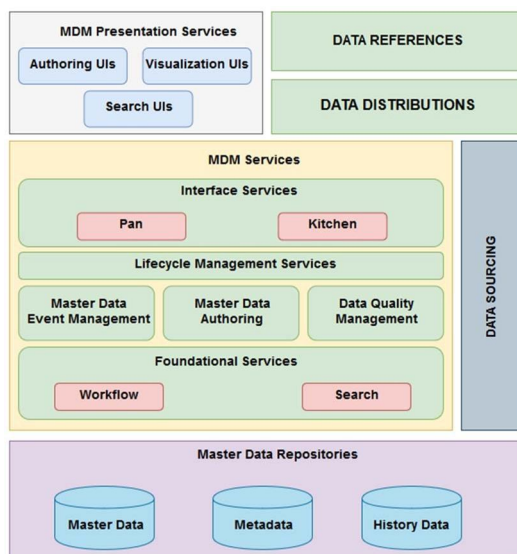 MDM Presentation Services
Authoring UIs
Visualization UIs
Search UIs
DATA REFERENCES
DATA DISTRIBUTIONS
MDM Services
Interface Services
Pan
Kitchen
Lifecycle Management Services
Master Data
Event Management
Master Data
Authoring
Data Quality
Management
Foundational Services
Workflow
Search
DATA SOURCING
Master Data Repositories
Master Data
Metadata
History Data